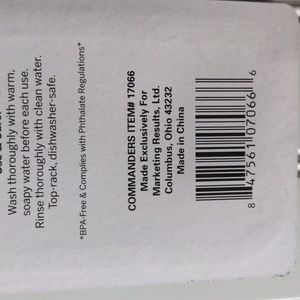 Wash thoroughly with warm,
soapy water before each use.
Rinse thoroughly with clean water.
Top-rack, dishwasher-safe.
*BPA-Free & Complies with Phthalate Regulations*
COMMANDERS ITEM# 17066
Made Exclusively For
Marketing Results, Ltd.
Columbus, Ohio 43232
Made in China
8 47561 07066 6